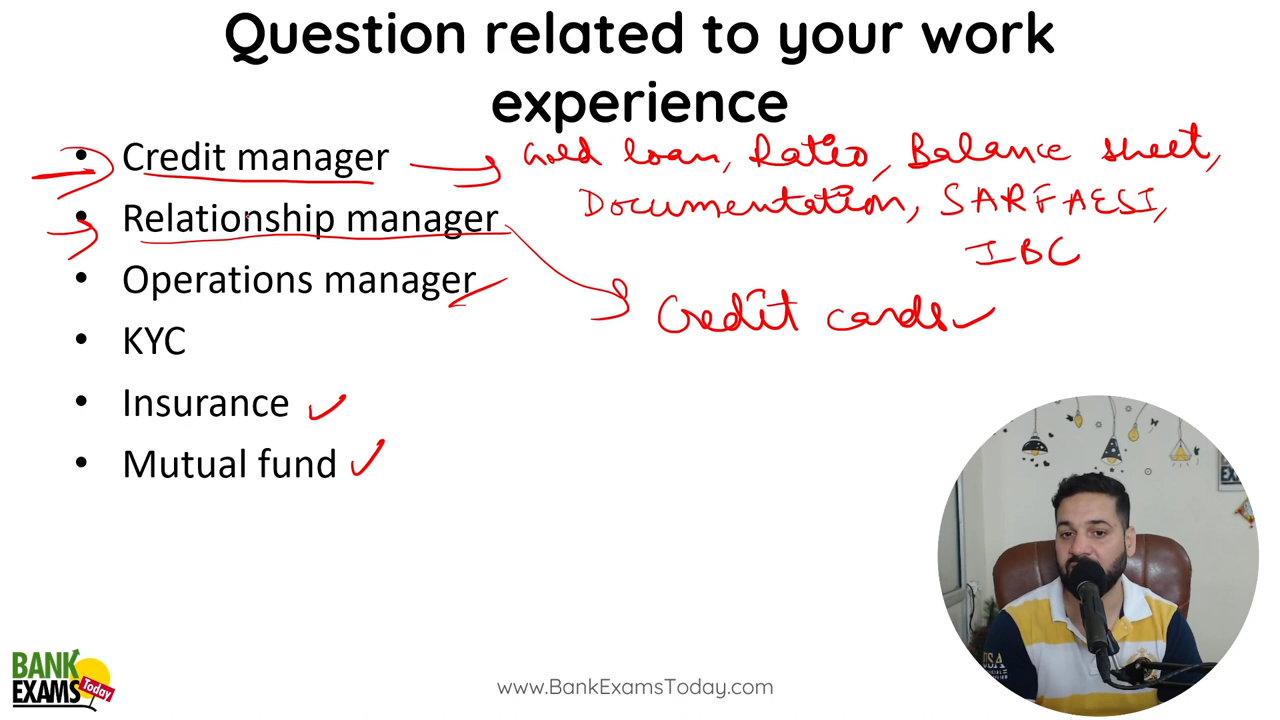 Question related to your work
experience
• Credit manager
Gold loan, Ratio, Balance sheet,
Documentation, SARFAESI,
IBC
• Relationship manager
Credit cards
• Operations manager
• KYC
• Insurance
• Mutual fund
USA
BANK
EXAMS
Today
www.BankExamsToday.com